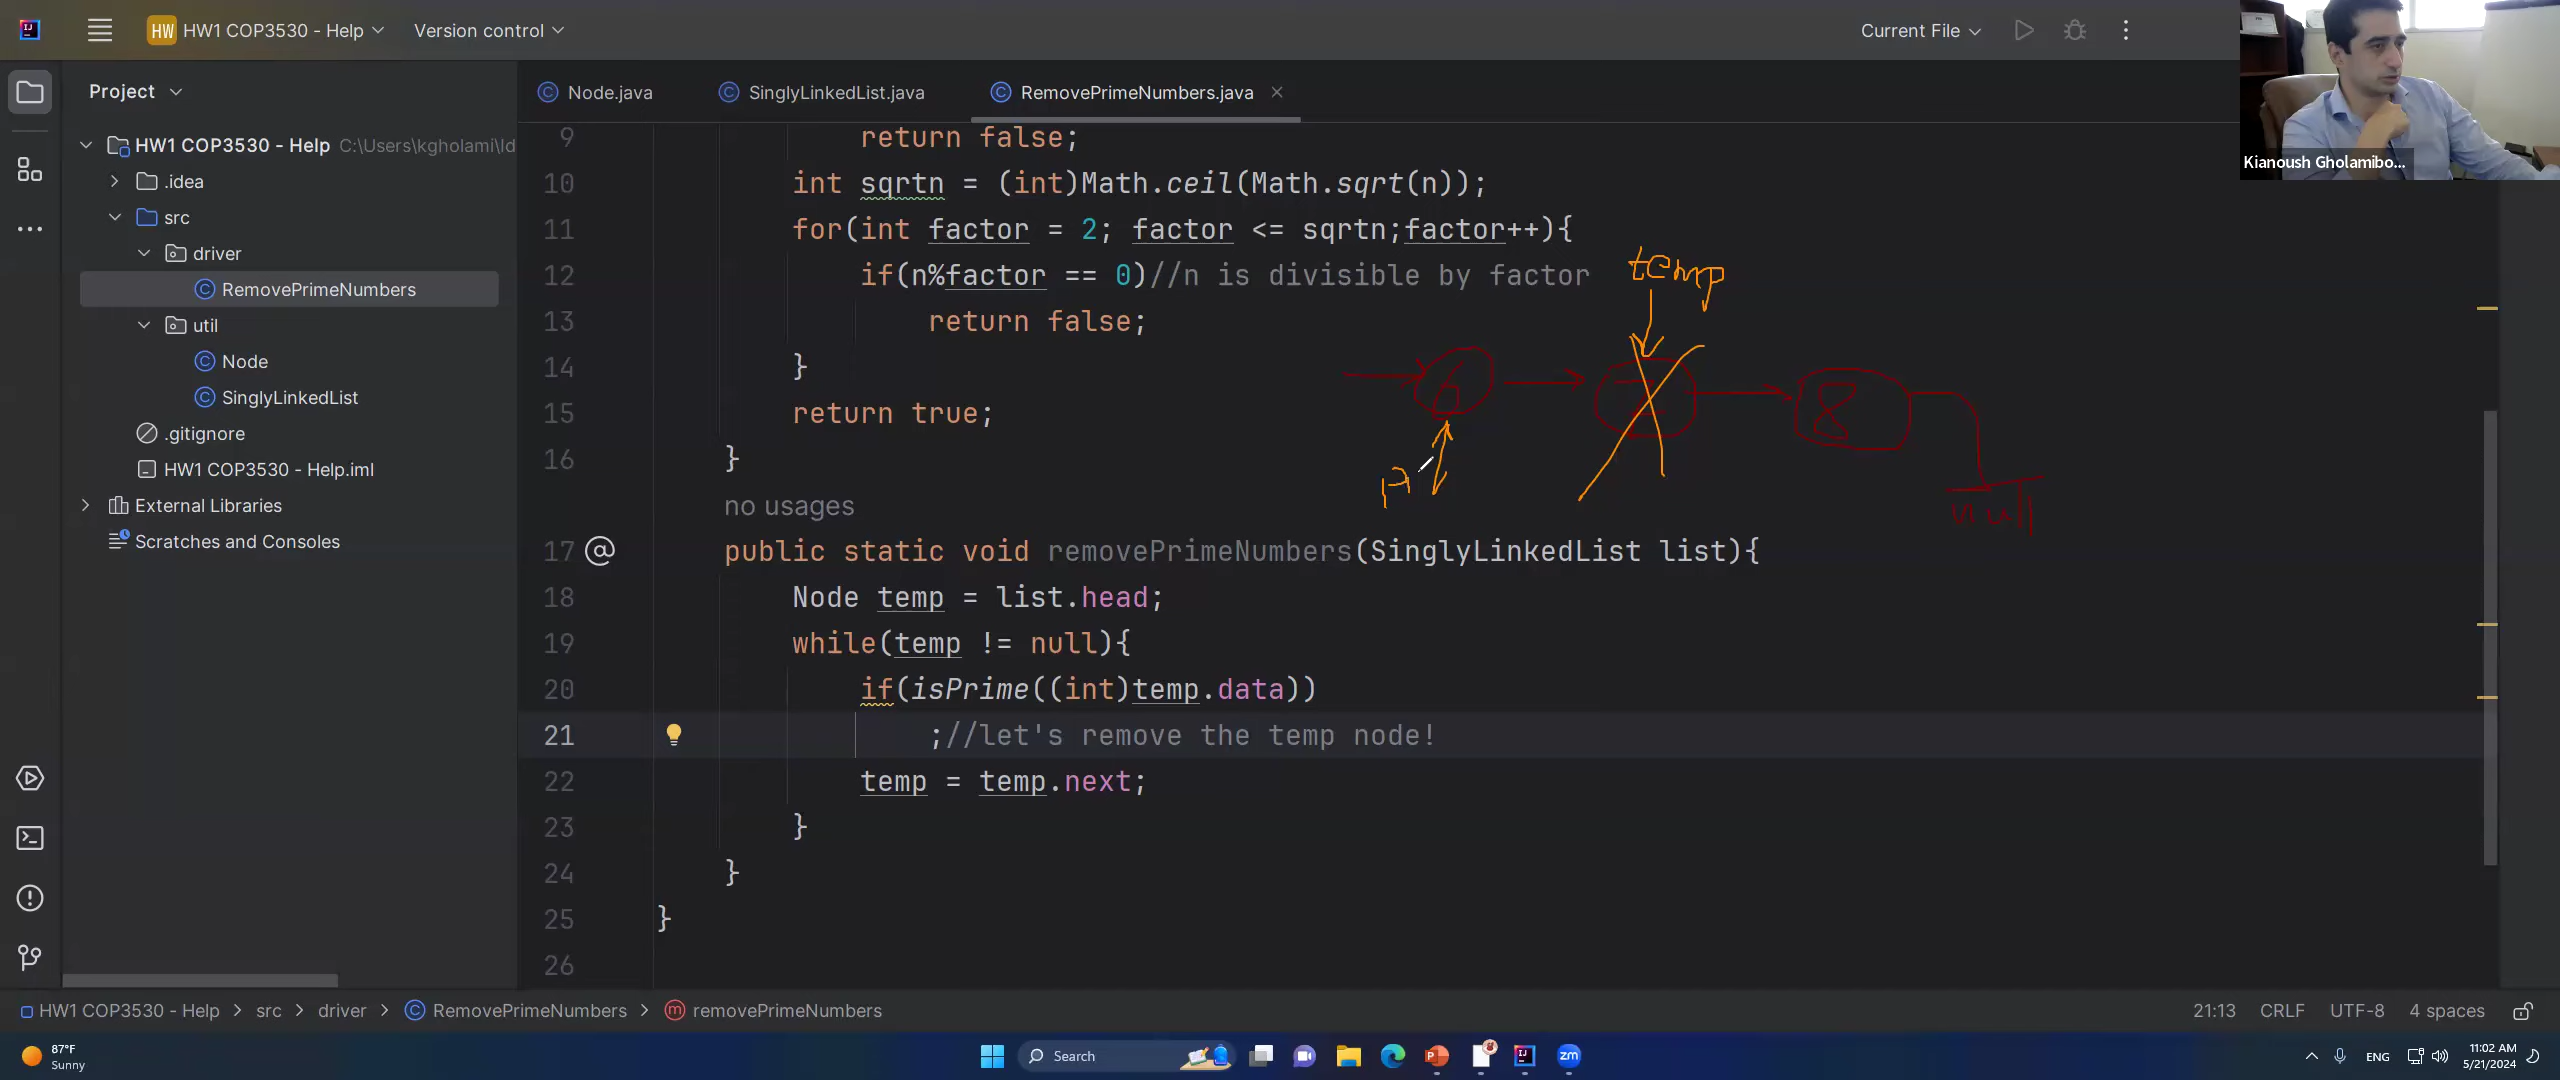 HW HW1 COP3530 - Help Version control Current File
Project
HW1 COP3530 - Help C:\Users\kgholami\Id
.idea
src
driver
RemovePrimeNumbers
util
Node
SinglyLinkedList
.gitignore
HW1 COP3530 - Help.iml
External Libraries
Scratches and Consoles
Node.java SinglyLinkedList.java RemovePrimeNumbers.java
9 return false;
10 int sqrtn = (int)Math.ceil(Math.sqrt(n));
11 for(int factor = 2; factor <= sqrtn;factor++){
12 if(n%factor == 0)//n is divisible by factor
13 return false;
14 }
15 return true;
16 }
no usages
17 @ public static void removePrimeNumbers(SinglyLinkedList list){
18 Node temp = list.head;
19 while(temp != null){
20 if(isPrime((int)temp.data))
21 ;//let's remove the temp node!
22 temp = temp.next;
23 }
24 }
25 }
26
temp
6 8
null
Kianoush Gholamibo...
HW1 COP3530 - Help > src > driver > RemovePrimeNumbers > removePrimeNumbers 21:13 CRLF UTF-8 4 spaces
87°F
Sunny
Search
ENG
11:02 AM
5/21/2024